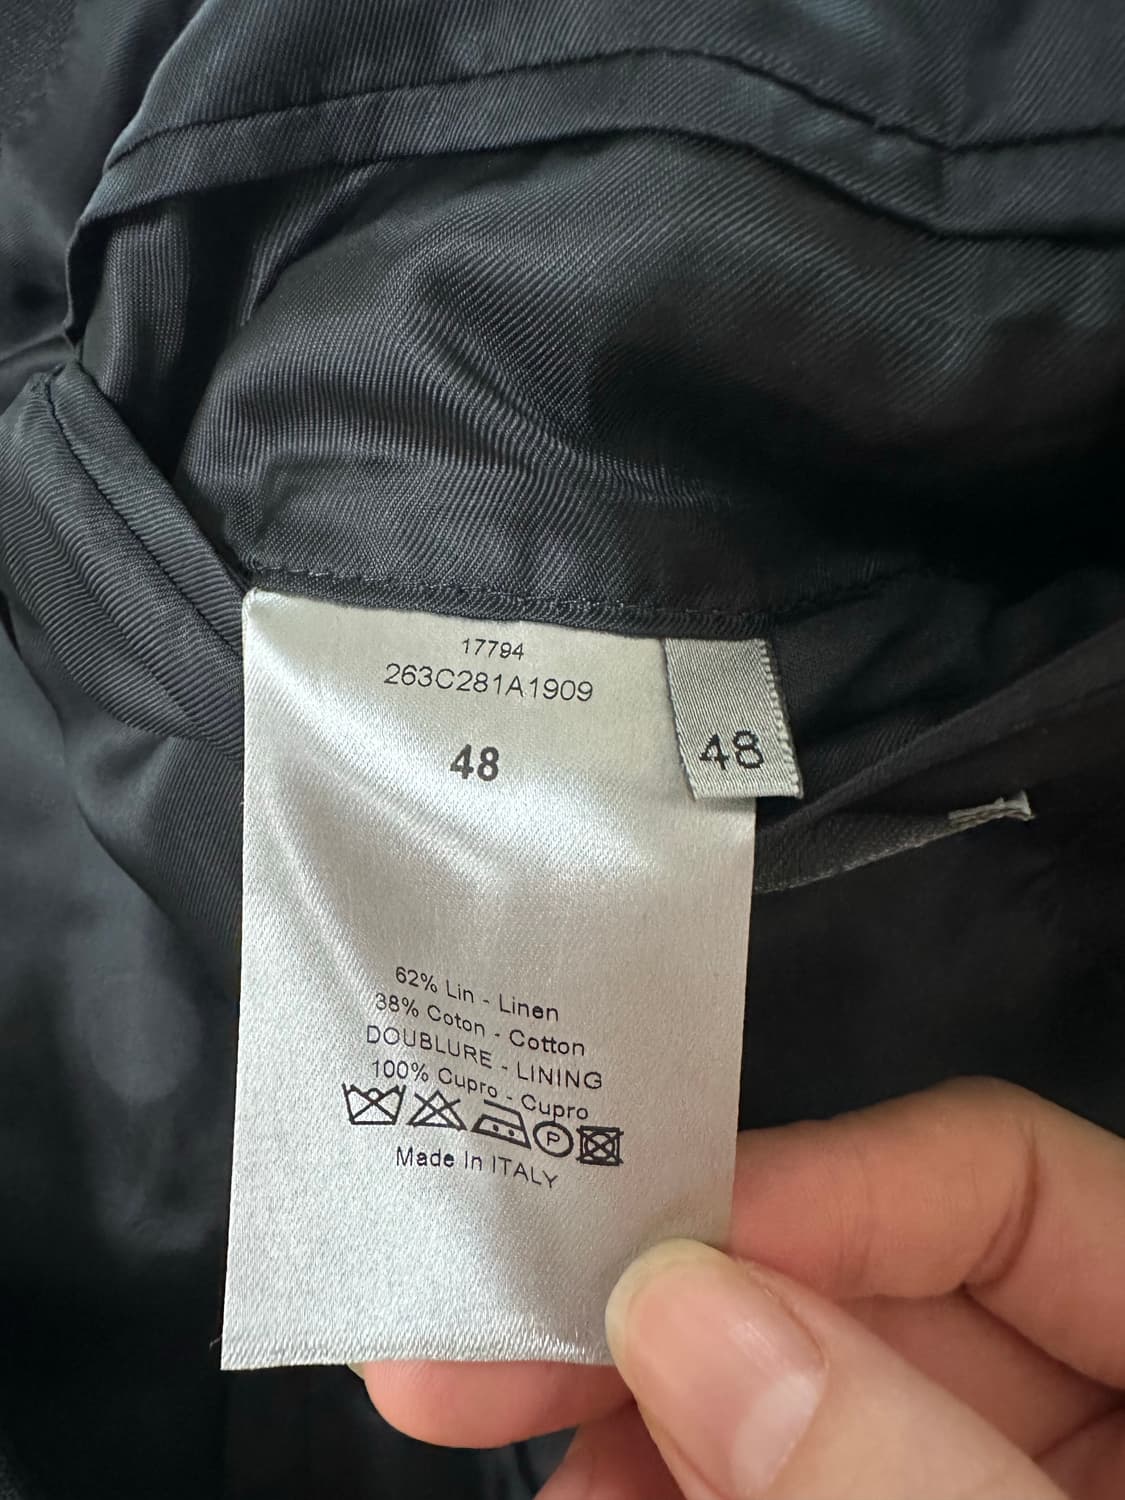 17794
263C281A1909
48
48
62% Lin - Linen
38% Coton - Cotton
DOUBLURE - LINING
100% Cupro - Cupro
P
Made In ITALY